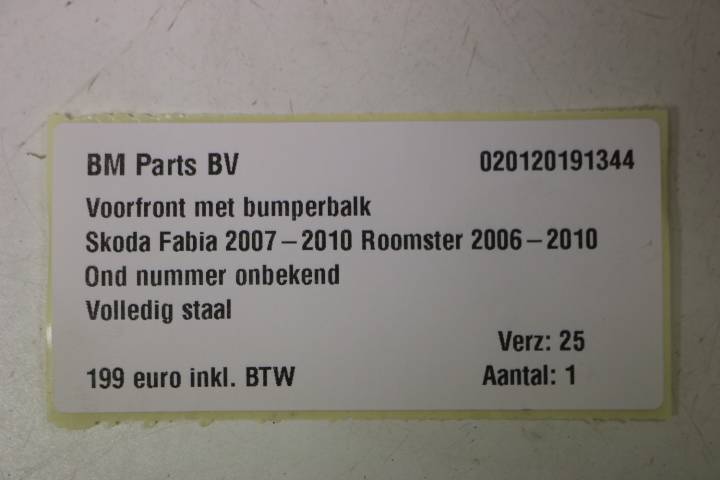 BM Parts BV 020120191344
Voorfront met bumperbalk
Skoda Fabia 2007–2010 Roomster 2006–2010
Ond nummer onbekend
Volledig staal
Verz: 25
199 euro inkl. BTW Aantal: 1